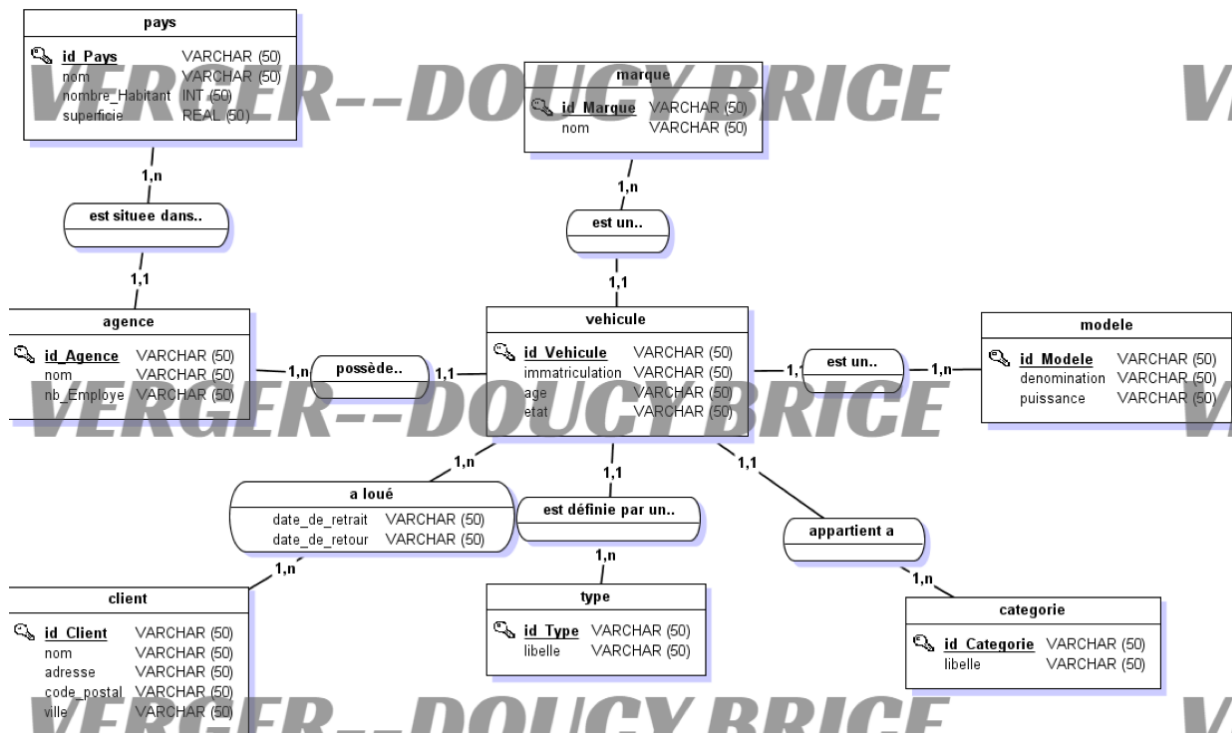 pays
id_Pays VARCHAR (50)
nom VARCHAR (50)
nombre_Habitant INT (50)
superficie REAL (50)
marque
id_Marque VARCHAR (50)
nom VARCHAR (50)
VERGER--DOUCY BRICE
1,n
1,n
est situee dans..
est un..
1,1
1,1
agence
id_Agence VARCHAR (50)
nom VARCHAR (50)
nb_Employe VARCHAR (50)
1,n
possède..
1,1
vehicule
id_Vehicule VARCHAR (50)
immatriculation VARCHAR (50)
age VARCHAR (50)
etat VARCHAR (50)
1,1
est un..
1,n
modele
id_Modele VARCHAR (50)
denomination VARCHAR (50)
puissance VARCHAR (50)
VERGER--DOUCY BRICE
1,n
1,1
1,1
a loué
date_de_retrait VARCHAR (50)
date_de_retour VARCHAR (50)
est définie par un..
appartient a
1,n
1,n
1,n
client
id_Client VARCHAR (50)
nom VARCHAR (50)
adresse VARCHAR (50)
code_postal VARCHAR (50)
ville VARCHAR (50)
type
id_Type VARCHAR (50)
libelle VARCHAR (50)
categorie
id_Categorie VARCHAR (50)
libelle VARCHAR (50)
VERGER--DOUCY BRICE